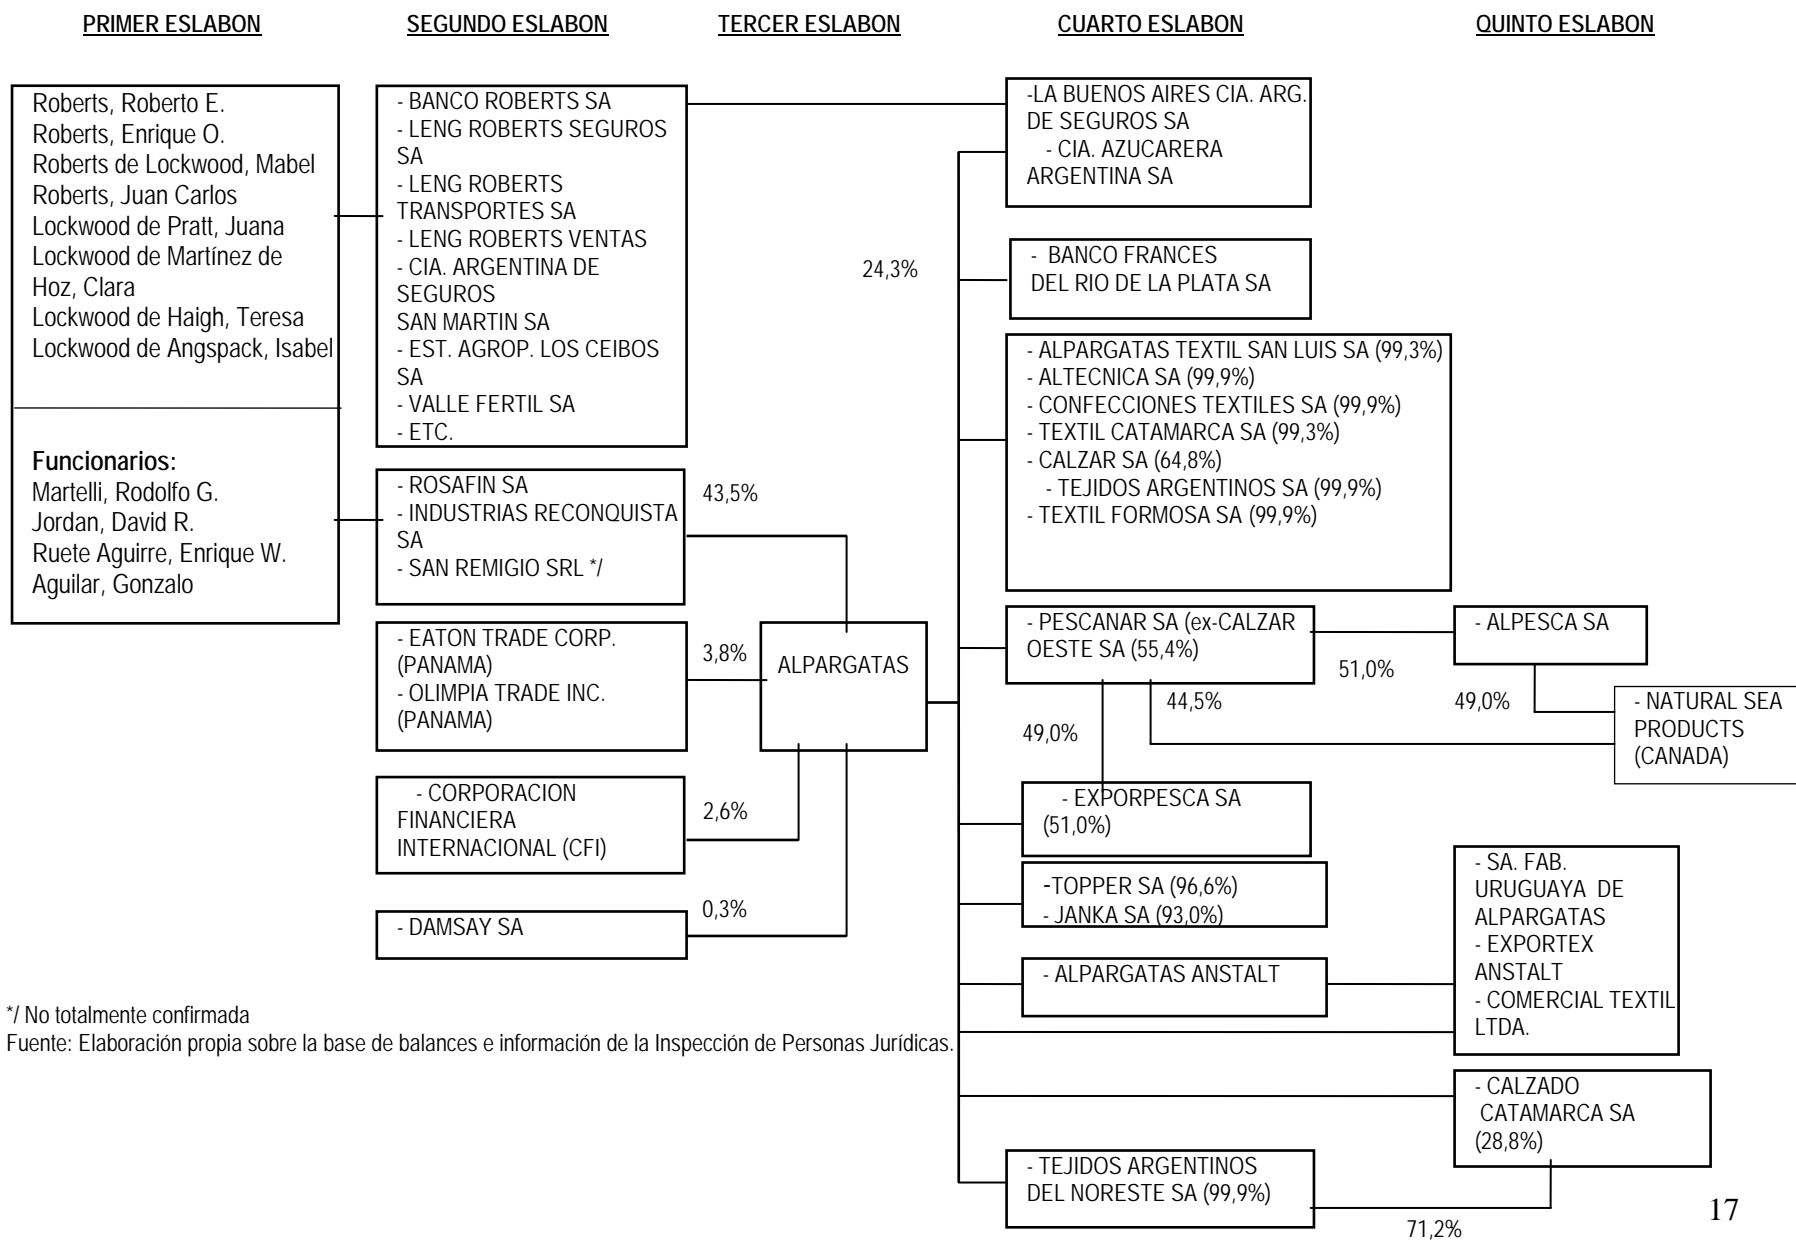 PRIMER ESLABON
SEGUNDO ESLABON
TERCER ESLABON
CUARTO ESLABON
QUINTO ESLABON
Roberts, Roberto E.
Roberts, Enrique O.
Roberts de Lockwood, Mabel
Roberts, Juan Carlos
Lockwood de Pratt, Juana
Lockwood de Martínez de
Hoz, Clara
Lockwood de Haigh, Teresa
Lockwood de Angspack, Isabel
Funcionarios:
Martelli, Rodolfo G.
Jordan, David R.
Ruete Aguirre, Enrique W.
Aguilar, Gonzalo
- BANCO ROBERTS SA
- LENG ROBERTS SEGUROS
SA
- LENG ROBERTS
TRANSPORTES SA
- LENG ROBERTS VENTAS
- CIA. ARGENTINA DE
SEGUROS
SAN MARTIN SA
- EST. AGROP. LOS CEIBOS
SA
- VALLE FERTIL SA
- ETC.
- ROSAFIN SA
- INDUSTRIAS RECONQUISTA
SA
- SAN REMIGIO SRL */
- EATON TRADE CORP.
(PANAMA)
- OLIMPIA TRADE INC.
(PANAMA)
- CORPORACION
FINANCIERA
INTERNACIONAL (CFI)
- DAMSAY SA
43,5%
3,8%
2,6%
0,3%
ALPARGATAS
24,3%
-LA BUENOS AIRES CIA. ARG.
DE SEGUROS SA
- CIA. AZUCARERA
ARGENTINA SA
- BANCO FRANCES
DEL RIO DE LA PLATA SA
- ALPARGATAS TEXTIL SAN LUIS SA (99,3%)
- ALTECNICA SA (99,9%)
- CONFECCIONES TEXTILES SA (99,9%)
- TEXTIL CATAMARCA SA (99,3%)
- CALZAR SA (64,8%)
- TEJIDOS ARGENTINOS SA (99,9%)
- TEXTIL FORMOSA SA (99,9%)
- PESCANAR SA (ex-CALZAR
OESTE SA (55,4%)
51,0%
- ALPESCA SA
49,0%
44,5%
49,0%
- NATURAL SEA
PRODUCTS
(CANADA)
- EXPORPESCA SA
(51,0%)
-TOPPER SA (96,6%)
- JANKA SA (93,0%)
- ALPARGATAS ANSTALT
- SA. FAB.
URUGUAYA DE
ALPARGATAS
- EXPORTEX
ANSTALT
- COMERCIAL TEXTIL
LTDA.
- CALZADO
CATAMARCA SA
(28,8%)
- TEJIDOS ARGENTINOS
DEL NORESTE SA (99,9%)
71,2%
*/ No totalmente confirmada
Fuente: Elaboración propia sobre la base de balances e información de la Inspección de Personas Jurídicas.
17